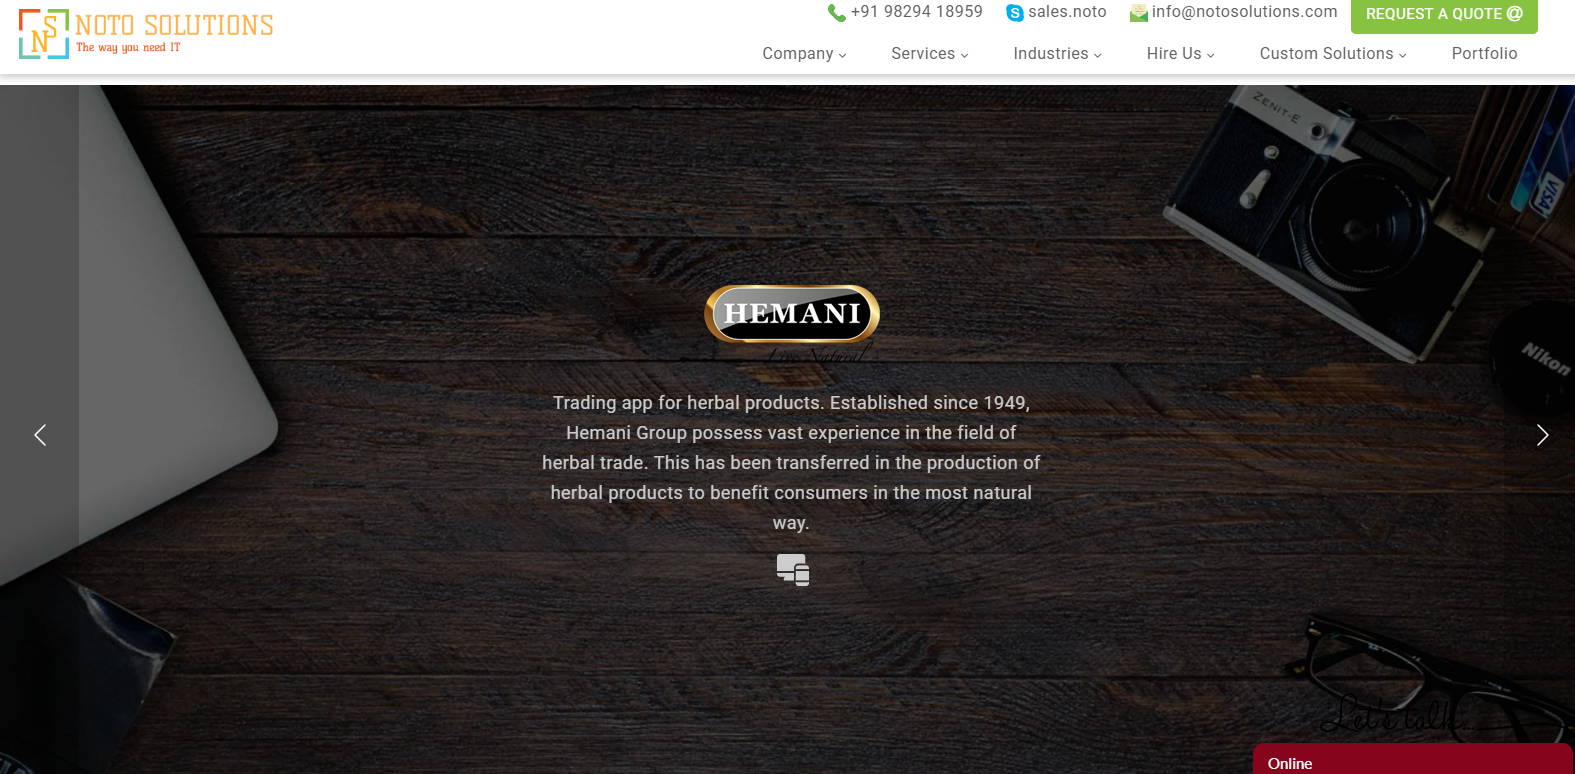 NOTO SOLUTIONS
The way you need IT
+91 98294 18959
sales.noto
info@notosolutions.com
REQUEST A QUOTE @
Company
Services
Industries
Hire Us
Custom Solutions
Portfolio
ZENIT-E
VISA
Nikon
HEMANI
Live Natural
Trading app for herbal products. Established since 1949,
Hemani Group possess vast experience in the field of
herbal trade. This has been transferred in the production of
herbal products to benefit consumers in the most natural
way.
Let's talk...
Online